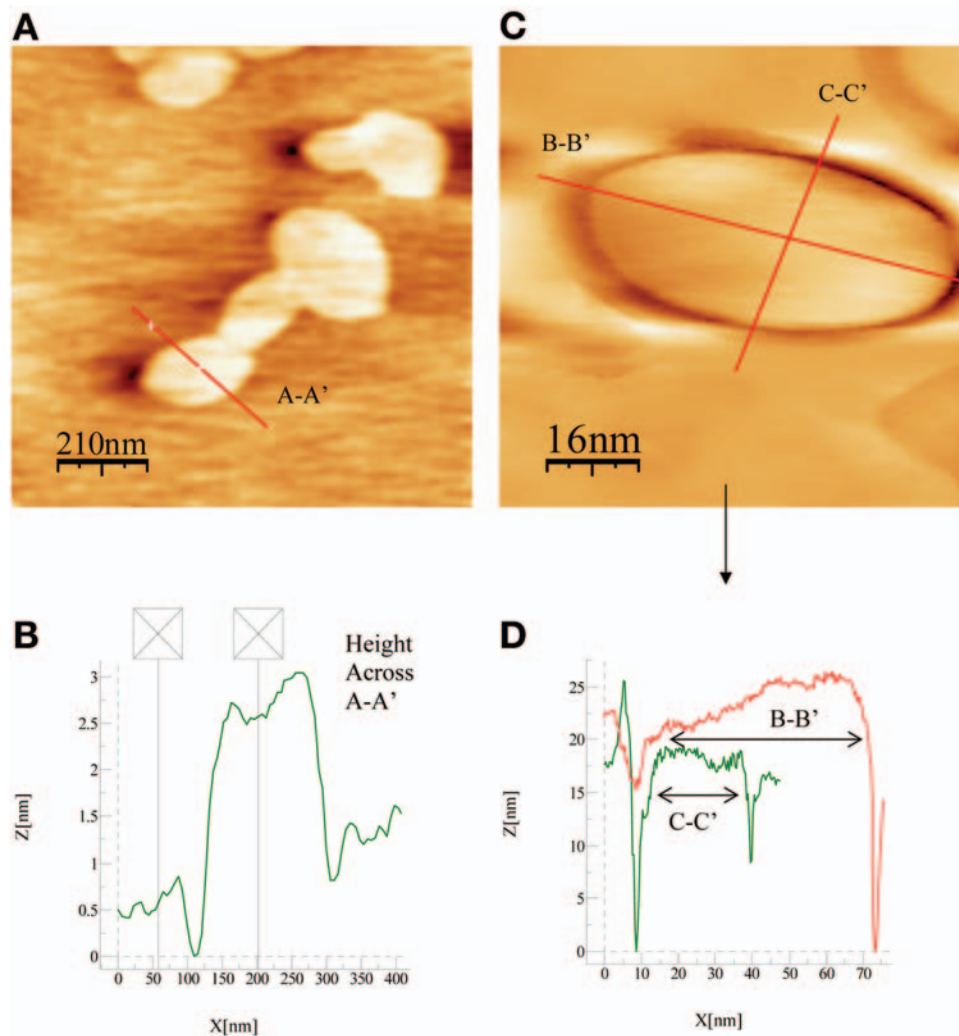 A
C
C-C’
B-B’
A-A’
210nm
16nm
B
Height
Across
A-A’
3
2.5
2
1.5
1
0.5
0
Z[nm]
0 50 100 150 200 250 300 350 400
X[nm]
D
25
20
15
10
5
0
Z[nm]
B-B’
C-C’
0 10 20 30 40 50 60 70
X[nm]